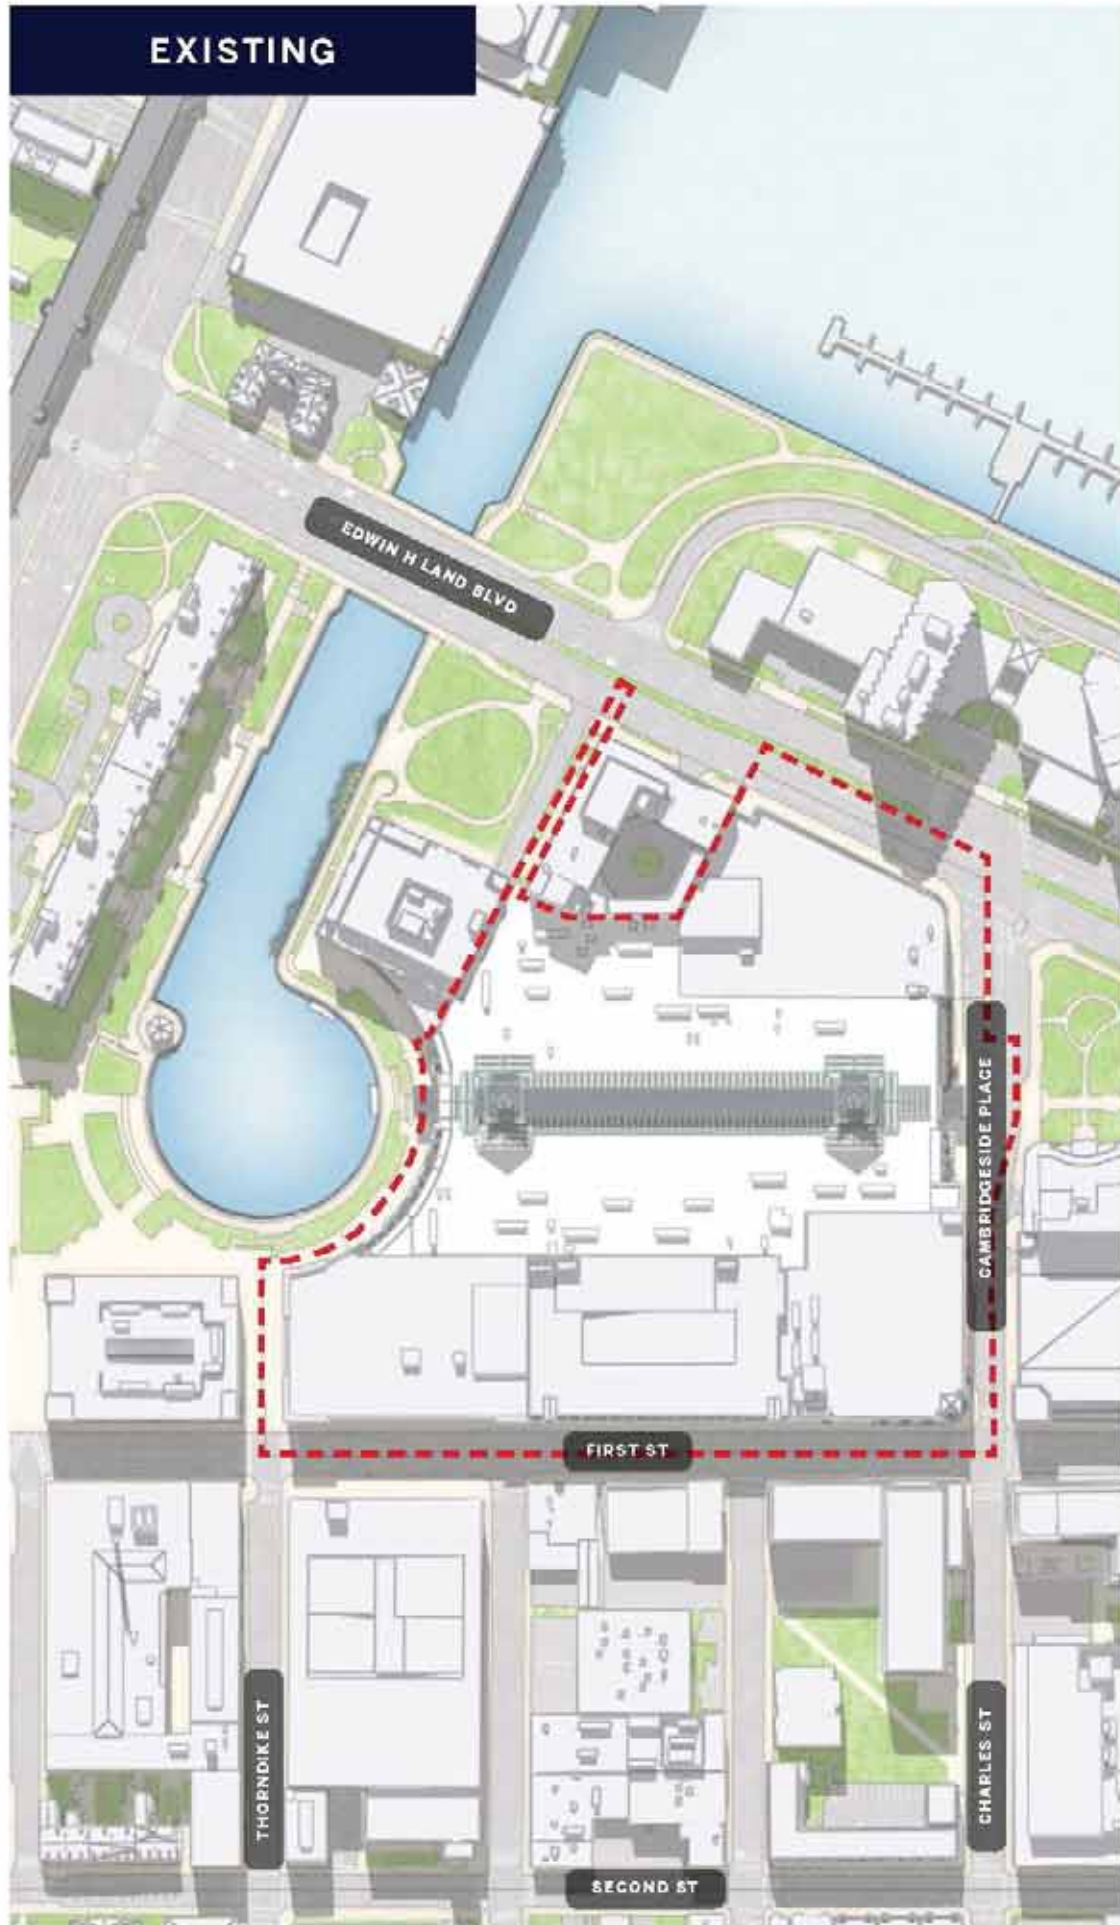 EXISTING
EDWIN H LAND BLVD
CAMBRIDGESIDE PLACE
FIRST ST
THORNDIKE ST
CHARLES ST
SECOND ST